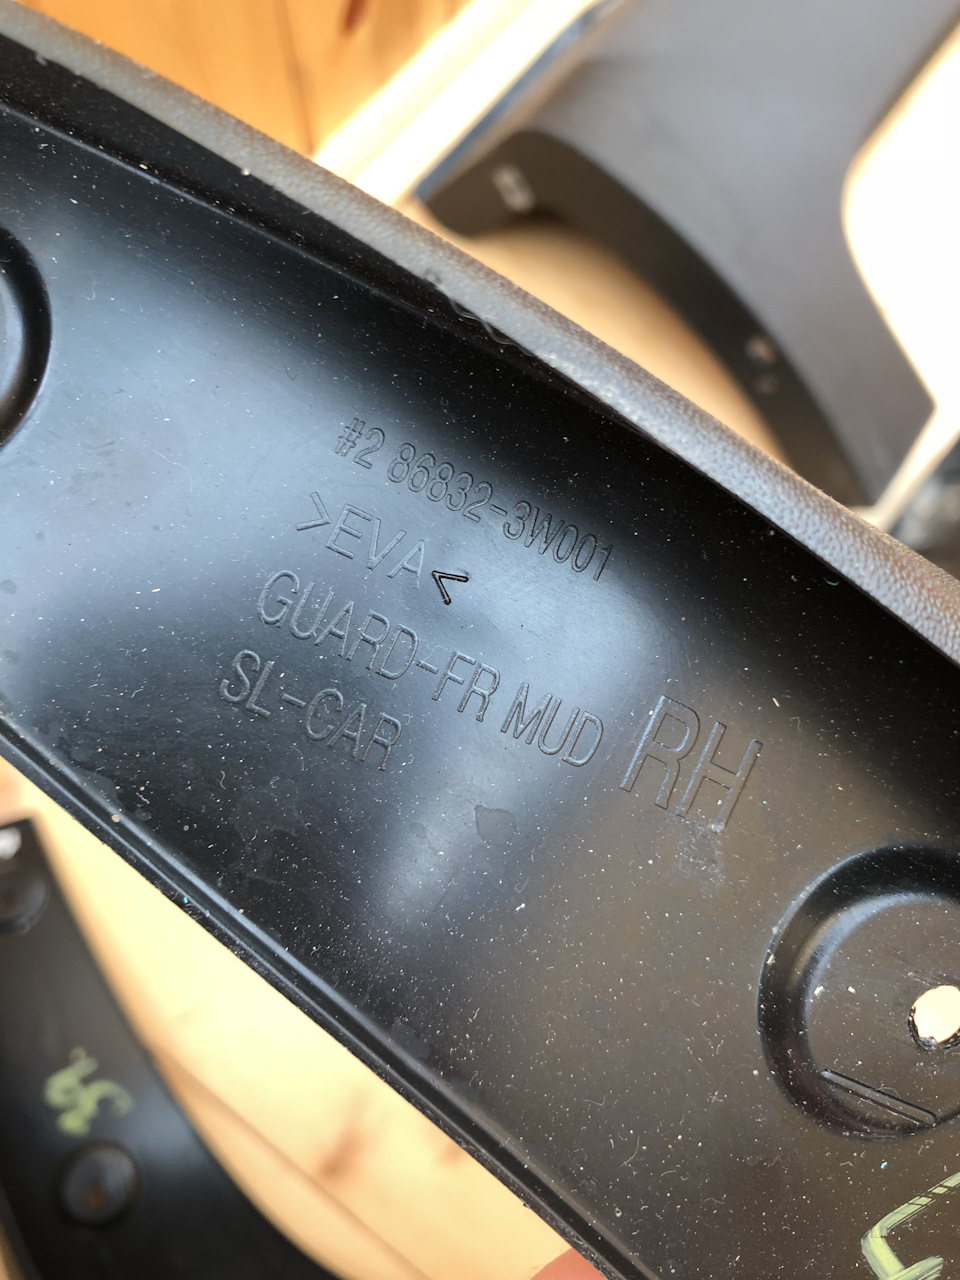 #2 86832-3W001
>EVA<
GUARD-FR MUD RH
SL-CAR